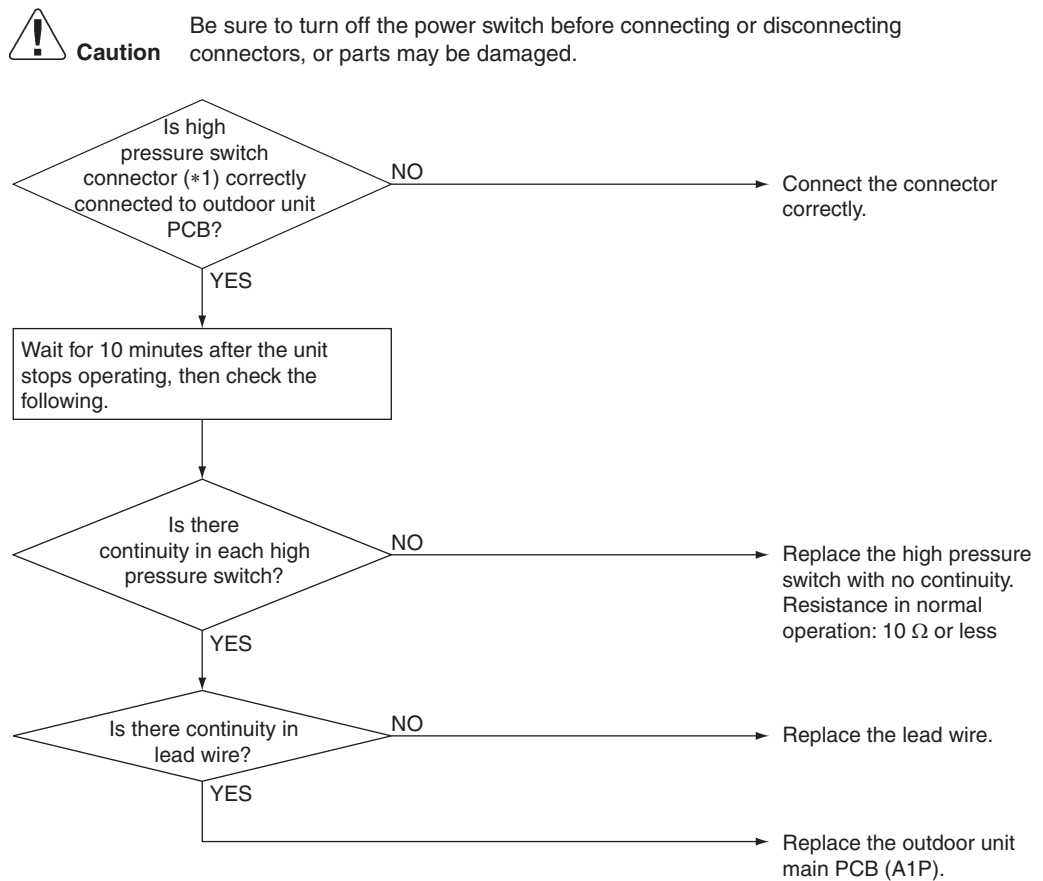 Caution
Be sure to turn off the power switch before connecting or disconnecting
connectors, or parts may be damaged.
Is high
pressure switch
connector (*1) correctly
connected to outdoor unit
PCB?
NO
Connect the connector
correctly.
YES
Wait for 10 minutes after the unit
stops operating, then check the
following.
Is there
continuity in each high
pressure switch?
NO
Replace the high pressure
switch with no continuity.
Resistance in normal
operation: 10 Ω or less
YES
Is there continuity in
lead wire?
NO
Replace the lead wire.
YES
Replace the outdoor unit
main PCB (A1P).